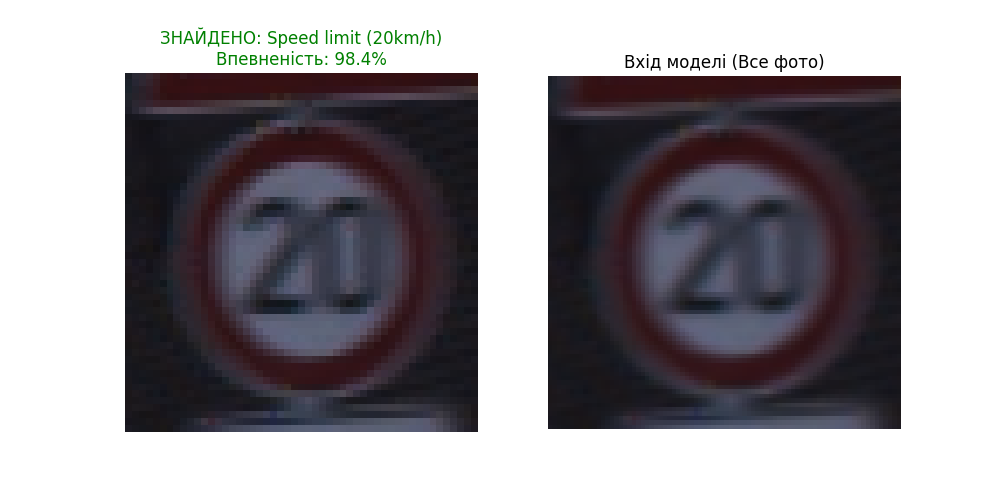 ЗНАЙДЕНО: Speed limit (20km/h)
Впевненість: 98.4%
20
Вхід моделі (Все фото)
20